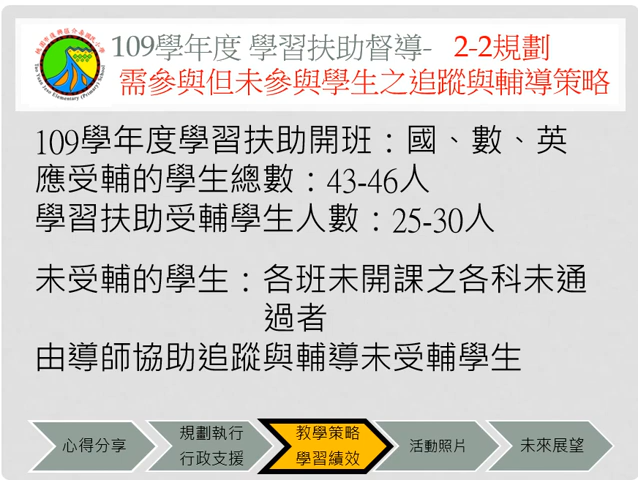 109學年度 學習扶助督導- 2-2規劃
需參與但未參與學生之追蹤與輔導策略
109學年度學習扶助開班：國、數、英
應受輔的學生總數：43-46人
學習扶助受輔學生人數：25-30人
未受輔的學生：各班未開課之各科未通
過者
由導師協助追蹤與輔導未受輔學生
心得分享
規劃執行
行政支援
教學策略
學習績效
活動照片
未來展望